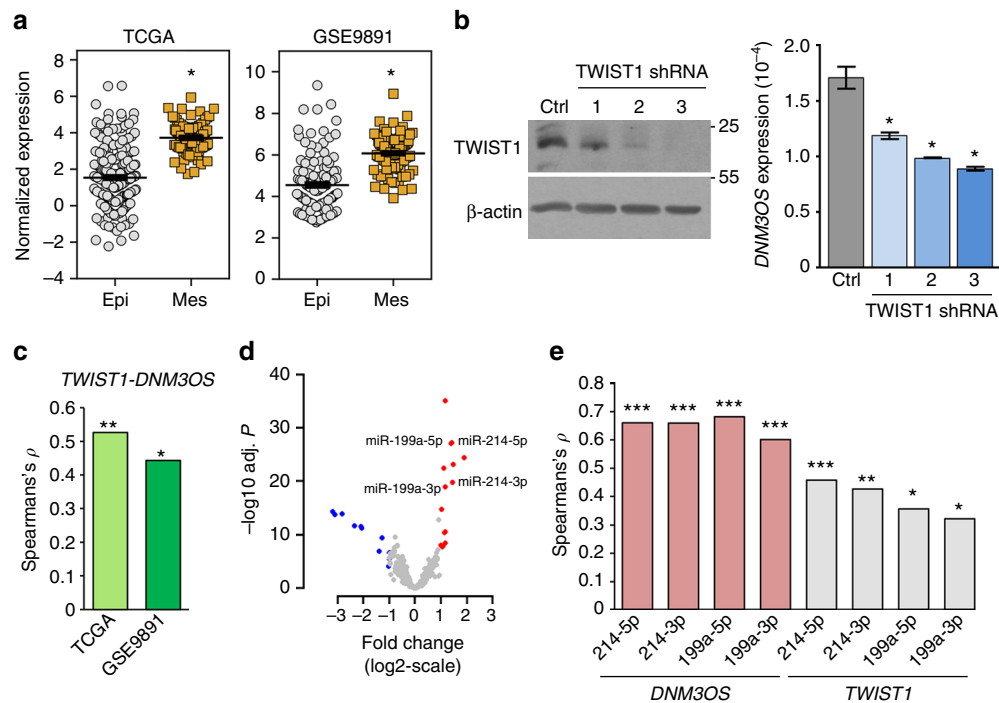 a
TCGA
GSE9891
Normalized expression
8
6
4
2
0
−2
−4
*
Epi
Mes
10
8
6
4
2
0
*
Epi
Mes
b
TWIST1 shRNA
Ctrl
1
2
3
TWIST1
-25
-55
β-actin
DNM3OS expression (10⁻⁴)
2.0
1.5
1.0
0.5
0
*
*
*
Ctrl
1
2
3
TWIST1 shRNA
c
TWIST1-DNM3OS
Spearmans's ρ
0.6
0.5
0.4
0.3
0.2
0.1
0
**
*
TCGA
GSE9891
d
−log10 adj. P
40
30
20
10
0
miR-199a-5p
miR-214-5p
miR-199a-3p
miR-214-3p
−3 −2 −1 0 1 2 3
Fold change
(log2-scale)
e
Spearmans's ρ
0.8
0.7
0.6
0.5
0.4
0.3
0.2
0.1
0
***
***
***
***
***
**
*
*
214-5p
214-3p
199a-5p
199a-3p
214-5p
214-3p
199a-5p
199a-3p
DNM3OS
TWIST1